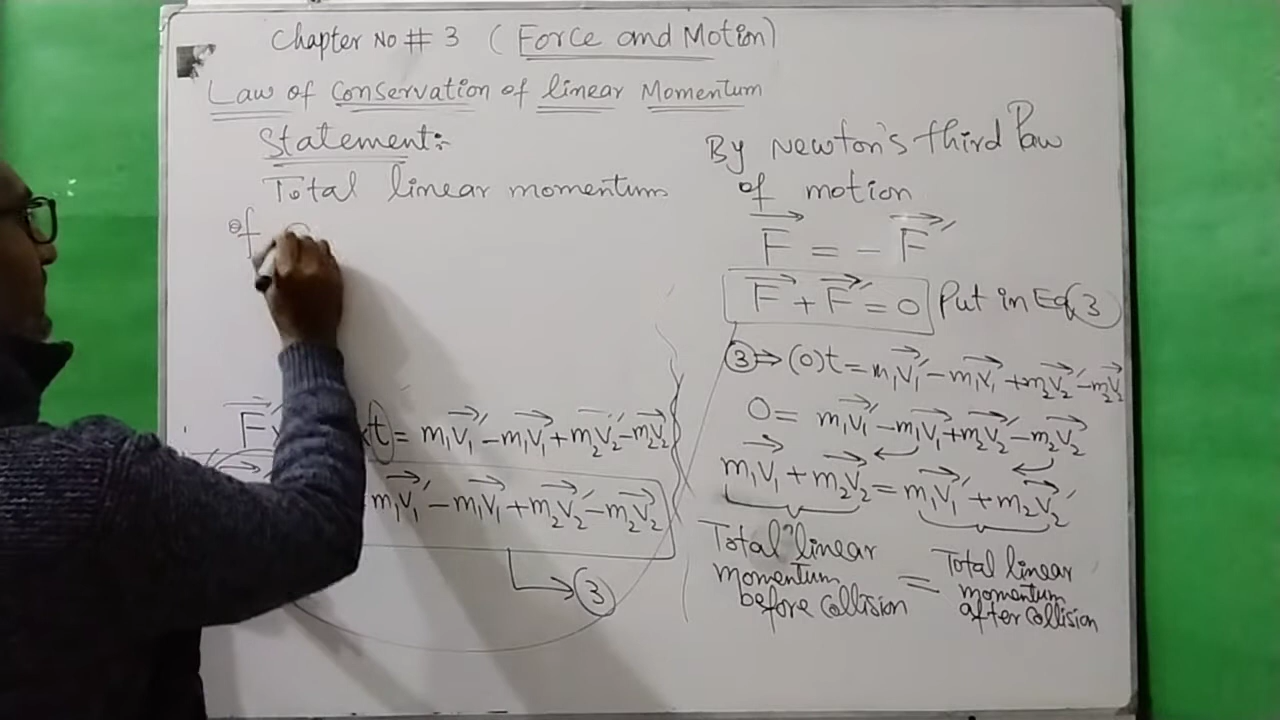 Chapter No # 3 (Force and Motion)
Law of Conservation of linear Momentum
Statement:-
Total linear momentum
of
F⃗ t = m₁v₁⃗′ − m₁v₁⃗ + m₂v₂⃗′ − m₂v₂⃗
m₁v₁⃗′ − m₁v₁⃗ + m₂v₂⃗′ − m₂v₂⃗
→ 3
By Newton's third law
of motion
F⃗ = − F⃗′
F⃗ + F⃗′ = 0 Put in Eq 3
3 ⇒ (0)t = m₁v₁⃗′ − m₁v₁⃗ + m₂v₂⃗′ − m₂v₂⃗
0 = m₁v₁⃗′ − m₁v₁⃗ + m₂v₂⃗′ − m₂v₂⃗
m₁v₁⃗ + m₂v₂⃗ = m₁v₁⃗′ + m₂v₂⃗′
Total linear momentum before collision = Total linear momentum after collision